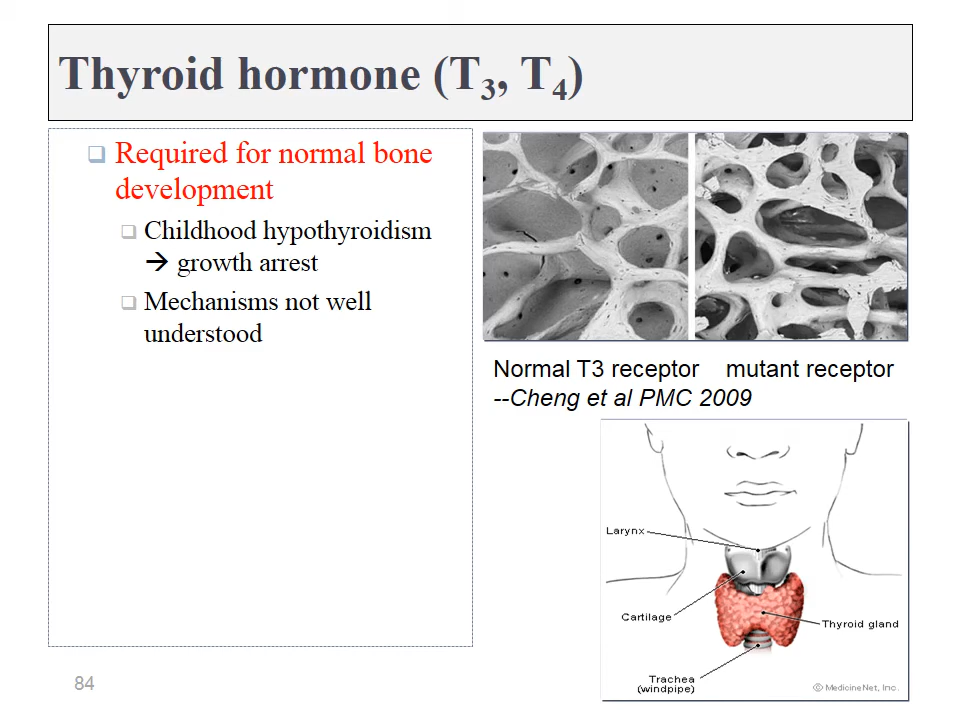 Thyroid hormone (T3, T4)
Required for normal bone
development
Childhood hypothyroidism
→ growth arrest
Mechanisms not well
understood
Normal T3 receptor mutant receptor
--Cheng et al PMC 2009
Larynx
Cartilage
Thyroid gland
Trachea
(windpipe)
© MedicineNet, Inc.
84